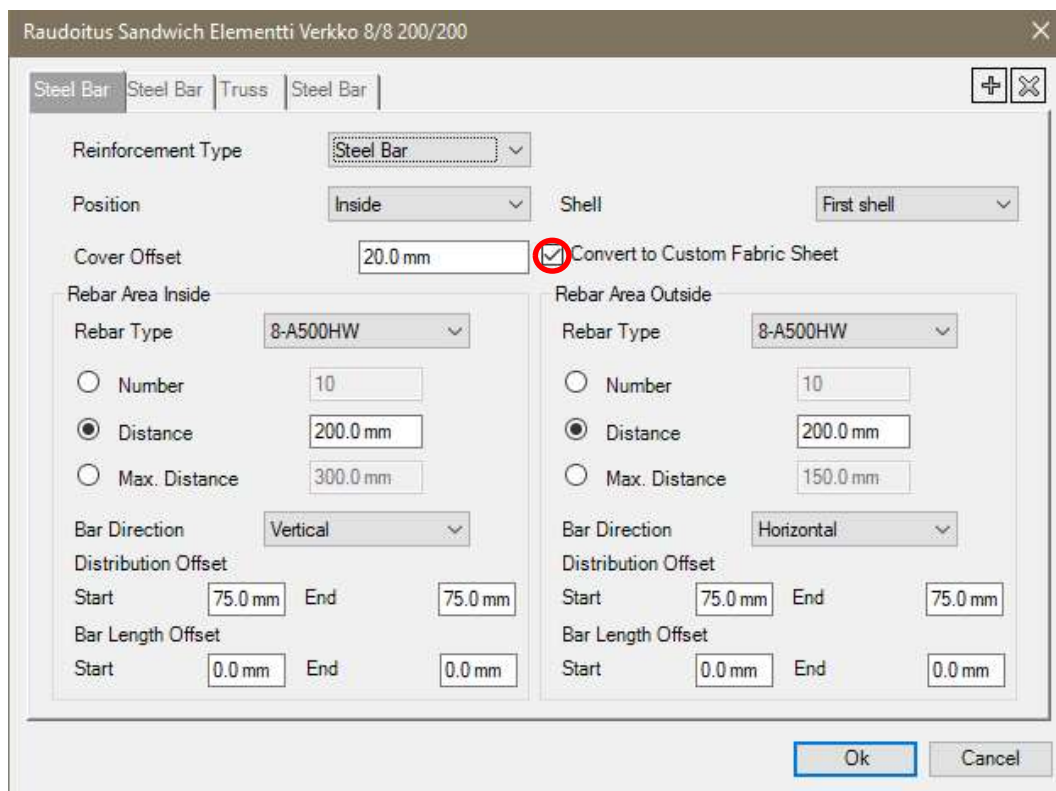 Raudoitus Sandwich Elementti Verkko 8/8 200/200
Steel Bar Steel Bar Truss Steel Bar
Reinforcement Type Steel Bar
Position Inside Shell First shell
Cover Offset 20.0 mm Convert to Custom Fabric Sheet
Rebar Area Inside
Rebar Type 8-A500HW
Number 10
Distance 200.0 mm
Max. Distance 300.0 mm
Bar Direction Vertical
Distribution Offset
Start 75.0 mm End 75.0 mm
Bar Length Offset
Start 0.0 mm End 0.0 mm
Rebar Area Outside
Rebar Type 8-A500HW
Number 10
Distance 200.0 mm
Max. Distance 150.0 mm
Bar Direction Horizontal
Distribution Offset
Start 75.0 mm End 75.0 mm
Bar Length Offset
Start 0.0 mm End 0.0 mm
Ok Cancel